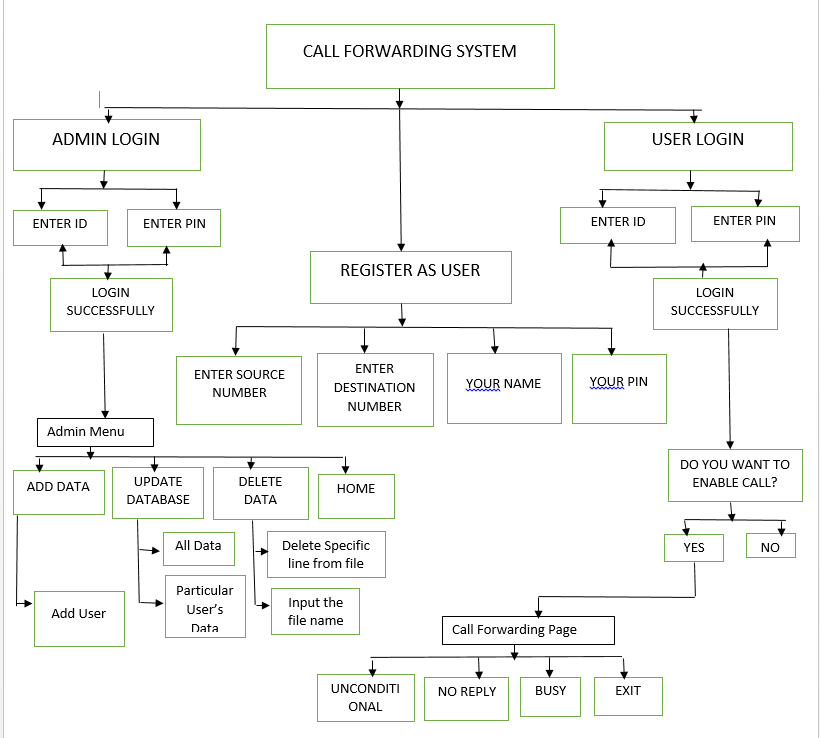 CALL FORWARDING SYSTEM
ADMIN LOGIN
USER LOGIN
ENTER ID
ENTER PIN
ENTER ID
ENTER PIN
REGISTER AS USER
LOGIN
SUCCESSFULLY
LOGIN
SUCCESSFULLY
ENTER SOURCE
NUMBER
ENTER
DESTINATION
NUMBER
YOUR NAME
YOUR PIN
Admin Menu
DO YOU WANT TO
ENABLE CALL?
ADD DATA
UPDATE
DATABASE
DELETE
DATA
HOME
YES
NO
All Data
Delete Specific
line from file
Add User
Particular
User's
Data
Input the
file name
Call Forwarding Page
UNCONDITI
ONAL
NO REPLY
BUSY
EXIT